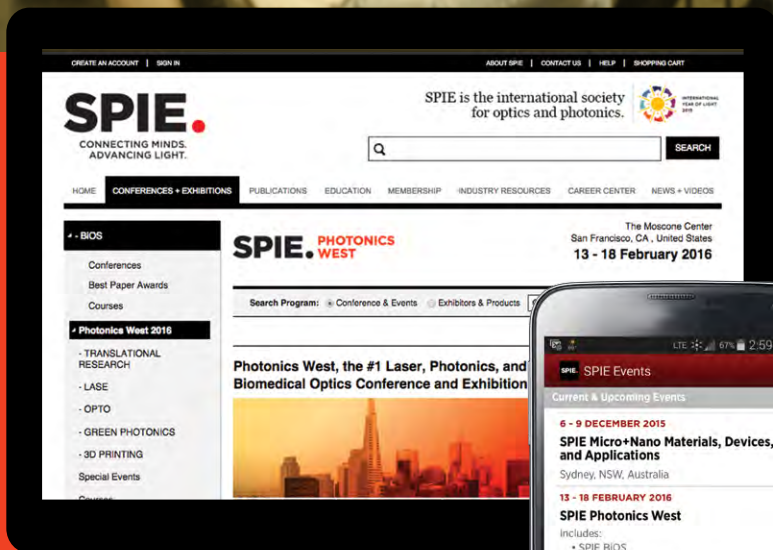 CREATE AN ACCOUNT | SIGN IN
ABOUT SPIE | CONTACT US | HELP | SHOPPING CART
SPIE.
CONNECTING MINDS.
ADVANCING LIGHT.
SPIE is the international society
for optics and photonics.
INTERNATIONAL
YEAR OF LIGHT
2015
SEARCH
HOME CONFERENCES + EXHIBITIONS PUBLICATIONS EDUCATION MEMBERSHIP INDUSTRY RESOURCES CAREER CENTER NEWS + VIDEOS
- BiOS
Conferences
Best Paper Awards
Courses
Photonics West 2016
- TRANSLATIONAL
RESEARCH
- LASE
- OPTO
- GREEN PHOTONICS
- 3D PRINTING
Special Events
Courses
SPIE. PHOTONICS
WEST
The Moscone Center
San Francisco, CA , United States
13 - 18 February 2016
Search Program: Conference & Events Exhibitors & Products
Photonics West, the #1 Laser, Photonics, and
Biomedical Optics Conference and Exhibition
LTE 67% 2:59
SPIE. SPIE Events
Current & Upcoming Events
6 - 9 DECEMBER 2015
SPIE Micro+Nano Materials, Devices,
and Applications
Sydney, NSW, Australia
13 - 18 FEBRUARY 2016
SPIE Photonics West
includes:
• SPIE BiOS